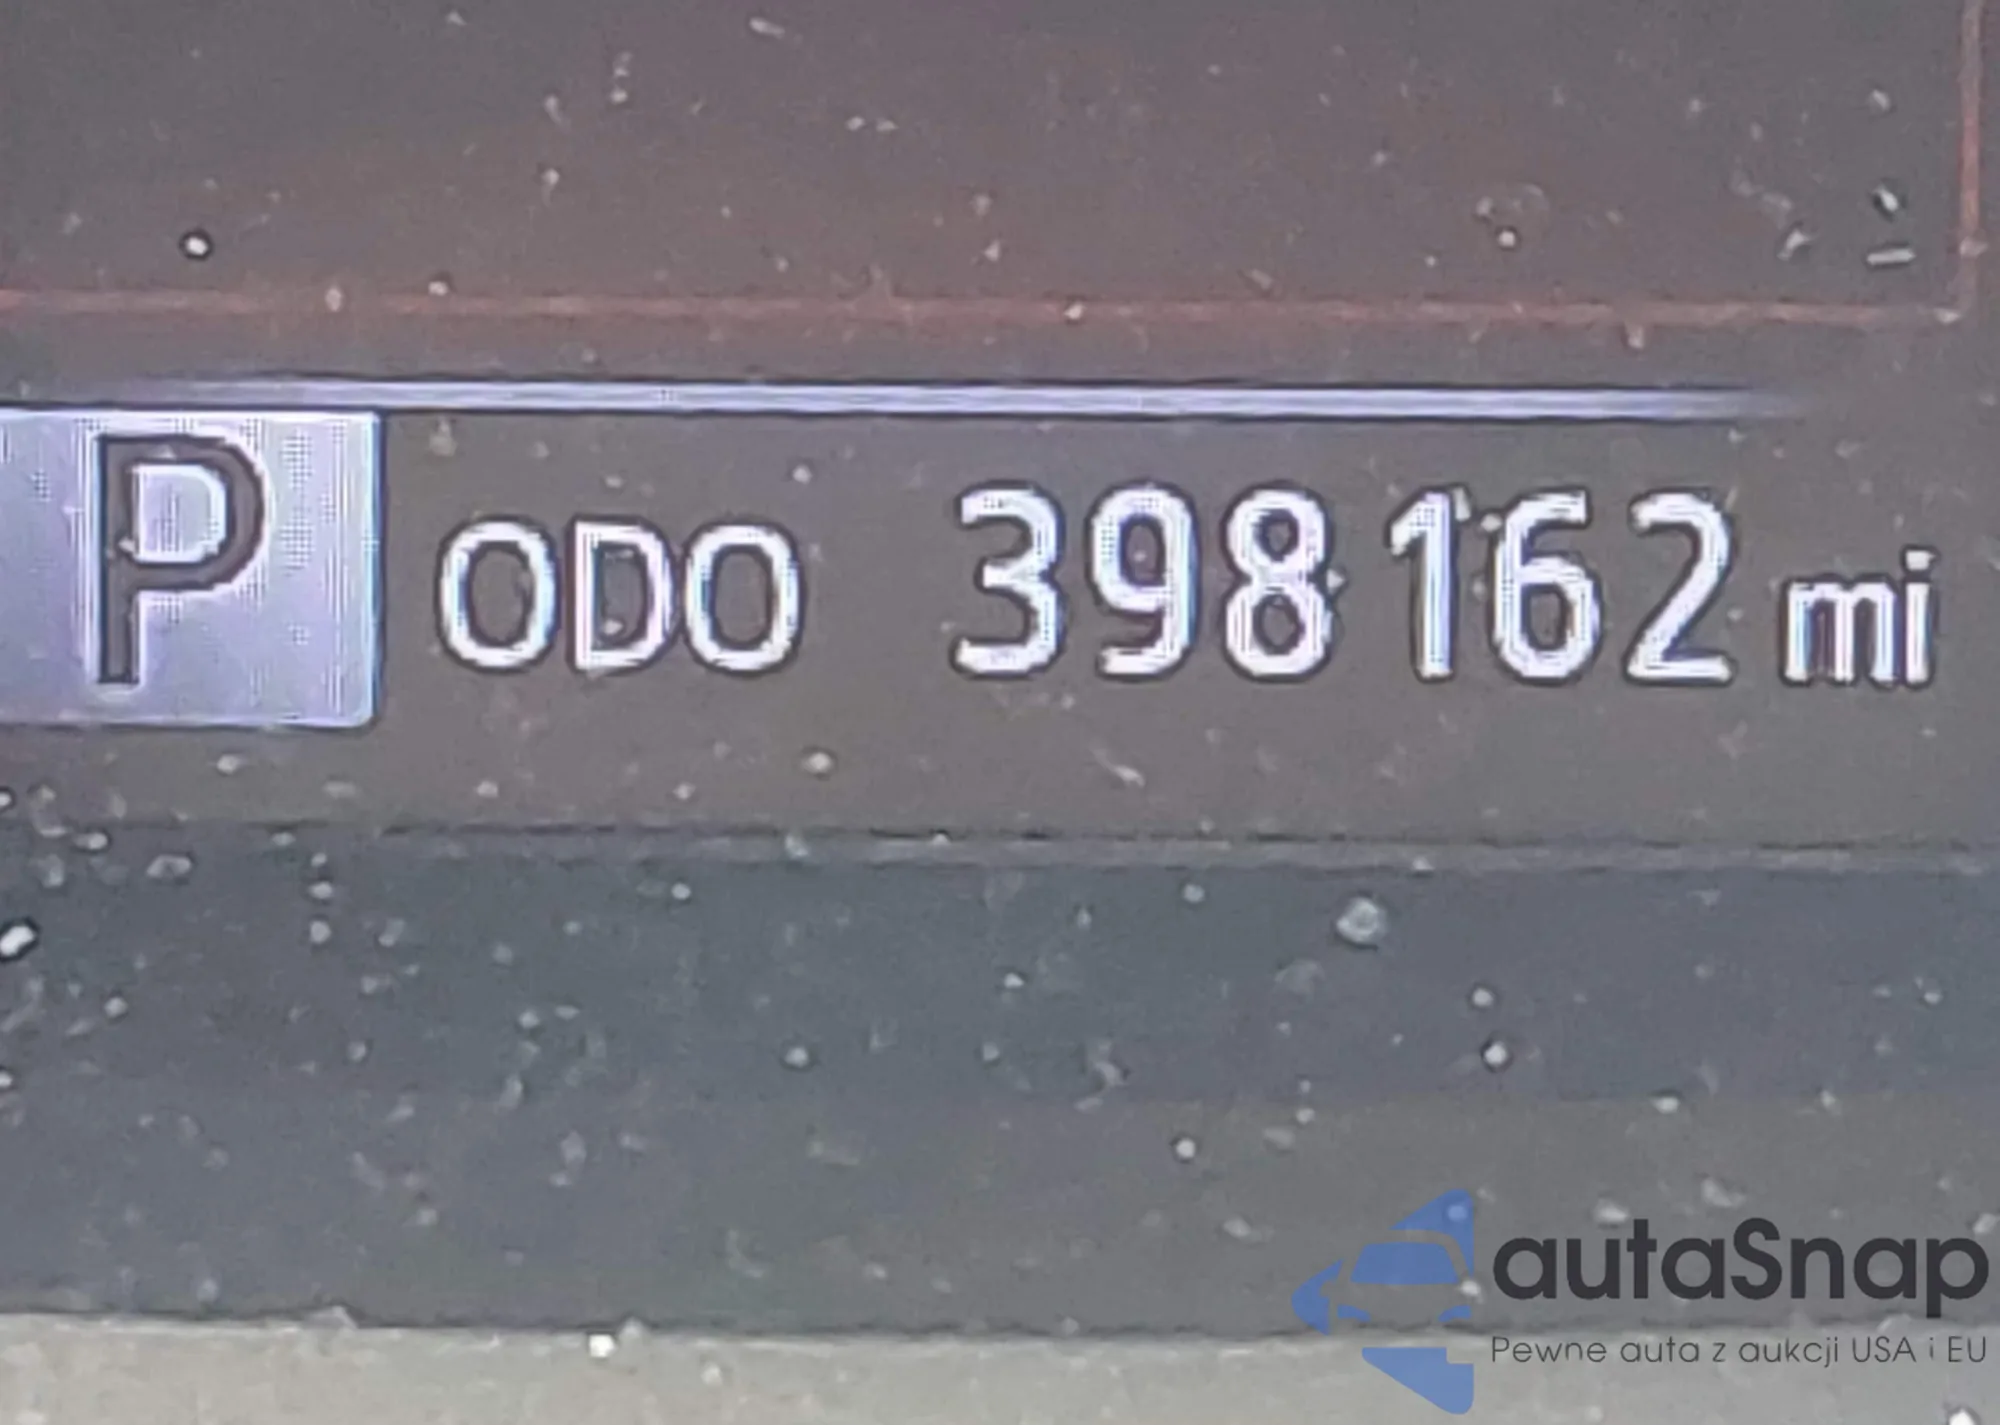 P ODO 398162 mi
autaSnap
Pewne auta z aukcji USA i EU